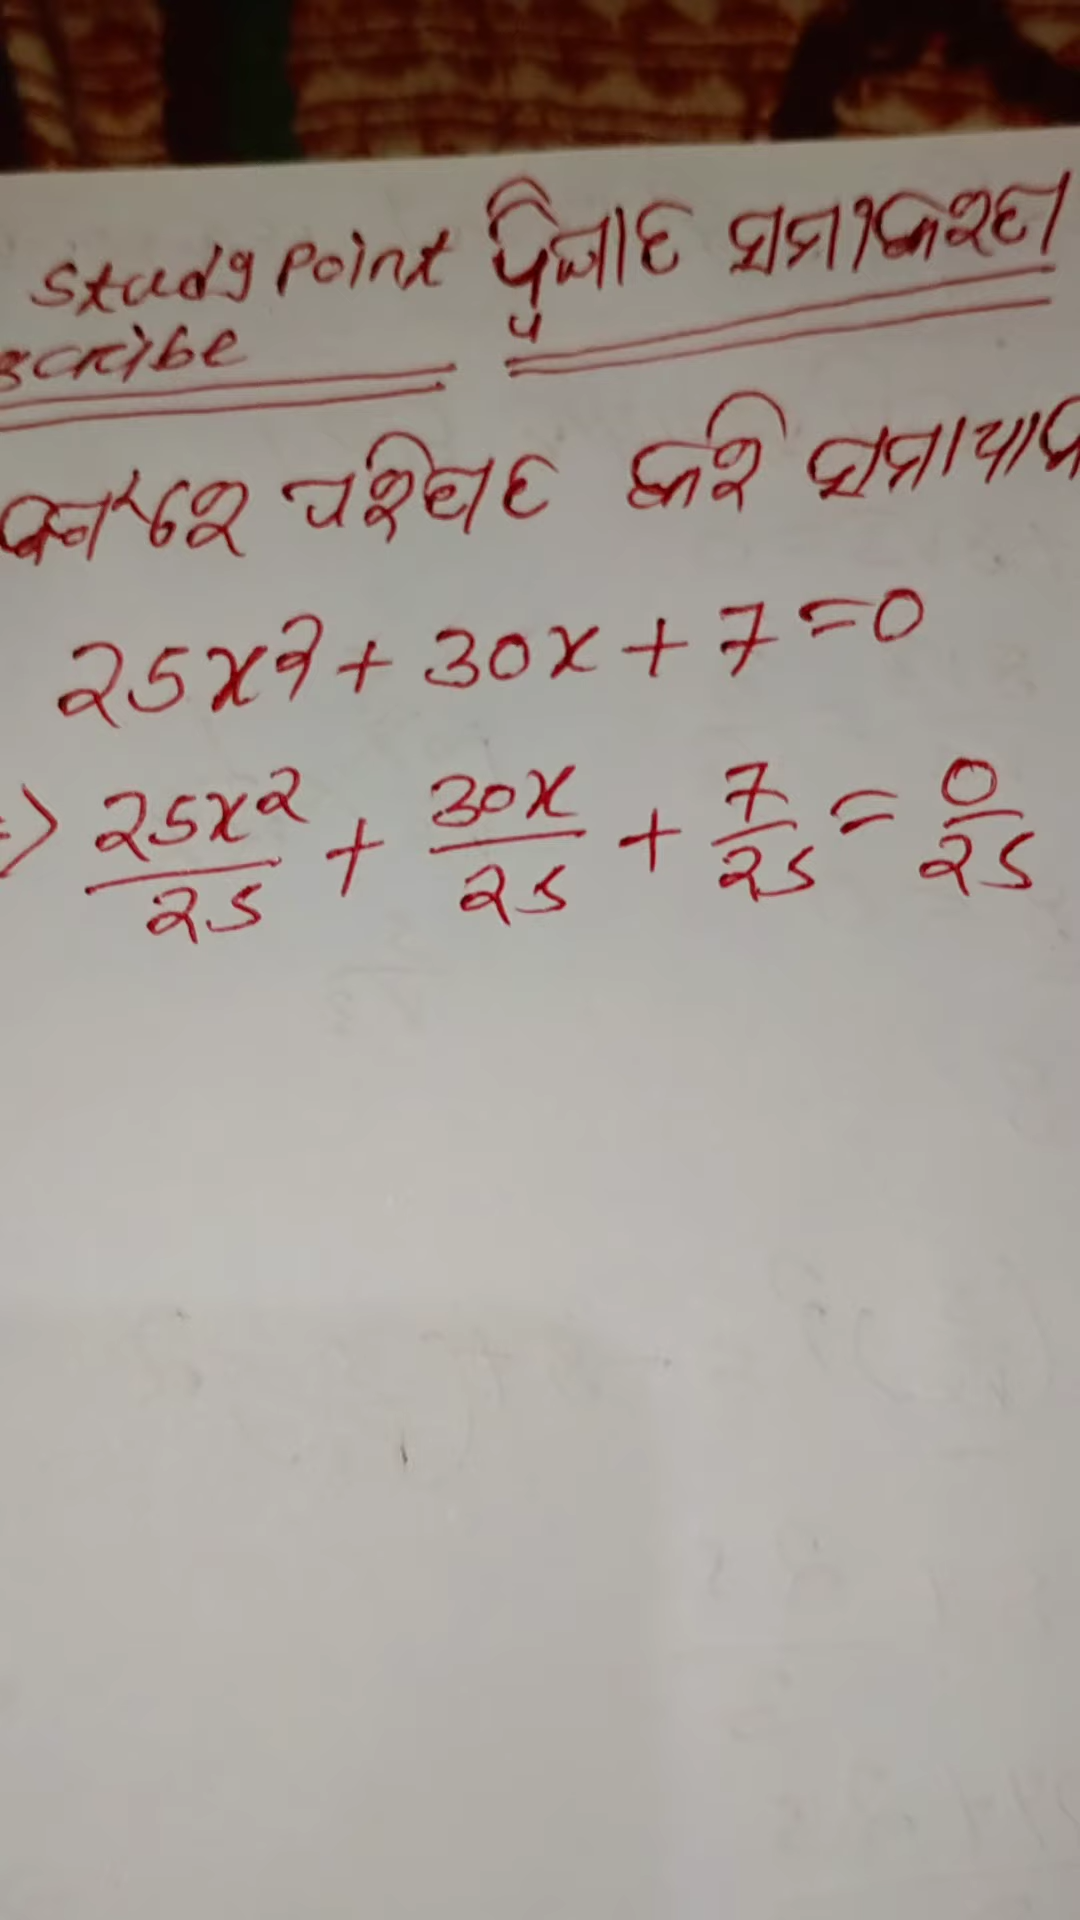 Study Point ଦ୍ୱିଘାତ ସମୀକରଣ
scribe
ବର୍ଗରେ ପରିଣତ କରି ସମାଧାନ
25x²+ 30x + 7 =0
=> 25x²/25 + 30x/25 + 7/25 = 0/25